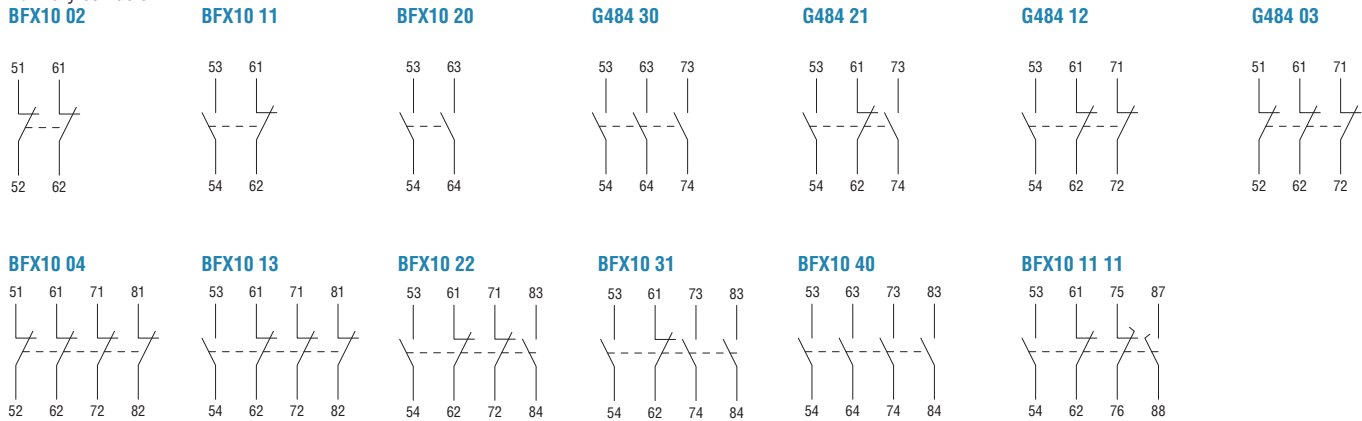 BFX10 02 BFX10 11 BFX10 20 G484 30 G484 21 G484 12 G484 03
51 61 53 61 53 63 53 63 73 53 61 73 53 61 71 51 61 71
52 62 54 62 54 64 54 64 74 54 62 74 54 62 72 52 62 72
BFX10 04 BFX10 13 BFX10 22 BFX10 31 BFX10 40 BFX10 11 11
51 61 71 81 53 61 71 81 53 61 71 83 53 61 73 83 53 63 73 83 53 61 75 87
52 62 72 82 54 62 72 82 54 62 72 84 54 62 74 84 54 64 74 84 54 62 76 88